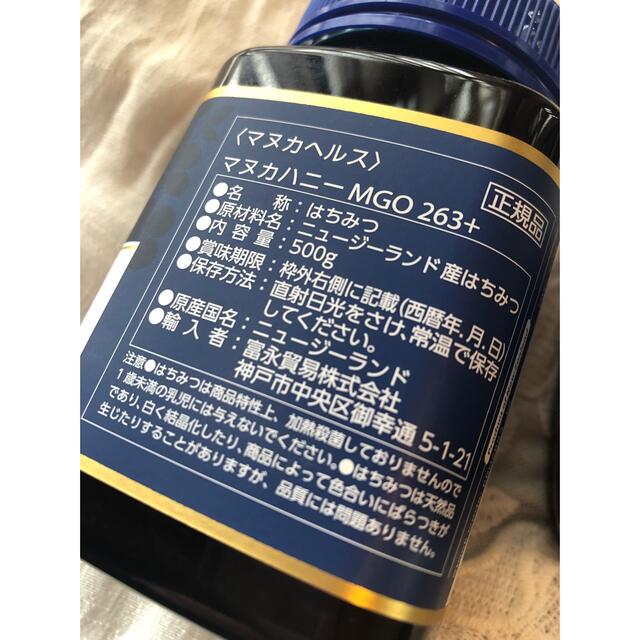 〈マヌカヘルス〉
マヌカハニー MGO 263+
正規品
●名　　称：はちみつ
●原材料名：ニュージーランド産はちみつ
●内 容 量：500g
●賞味期限：枠外右側に記載（西暦年.月.日）
●保存方法：直射日光をさけ、常温で保存
してください。
●原産国名：ニュージーランド
●輸 入 者：富永貿易株式会社
神戸市中央区御幸通 5-1-21
注意●はちみつは商品特性上、加熱殺菌しておりませんので
1歳未満の乳児には与えないでください。●はちみつは天然品
であり、白く結晶化したり、商品によって色合いにばらつきが
生じたりすることがありますが、品質には問題ありません。